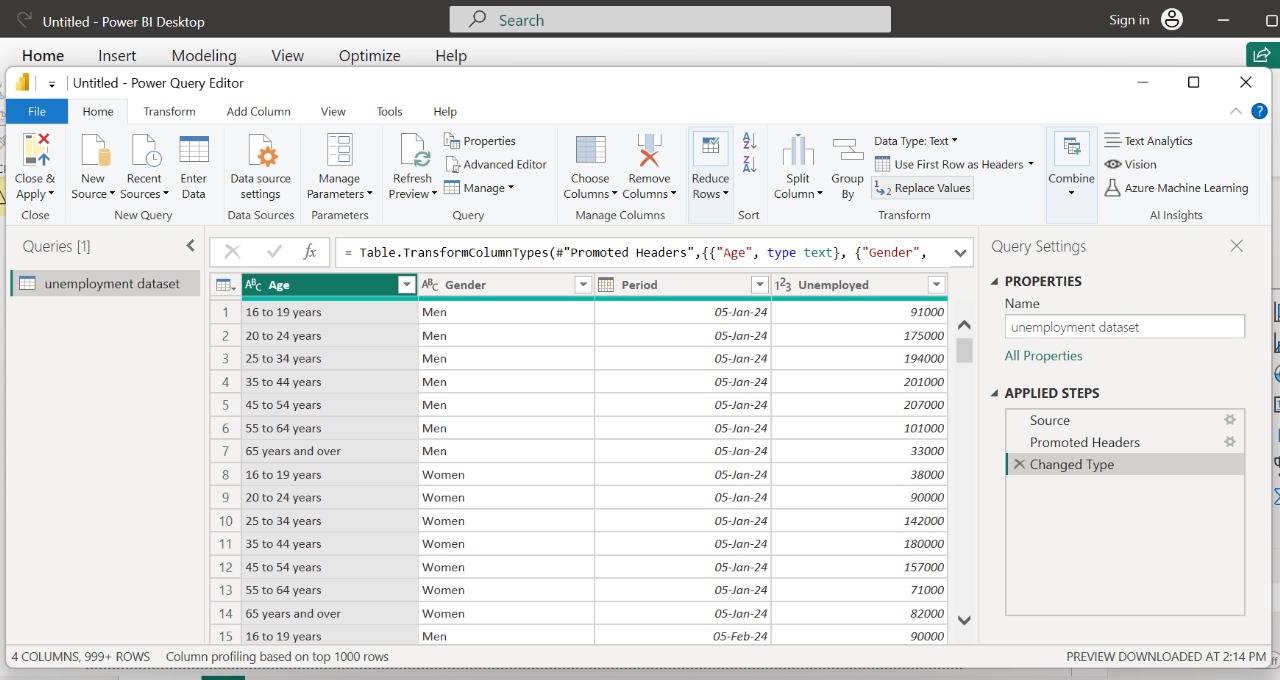 Untitled - Power BI Desktop
Search
Sign in
Home Insert Modeling View Optimize Help
Untitled - Power Query Editor
File Home Transform Add Column View Tools Help
Close & Apply
Close
New Source
Recent Sources
Enter Data
New Query
Data source settings
Data Sources
Manage Parameters
Parameters
Refresh Preview
Properties
Advanced Editor
Manage
Query
Choose Columns
Remove Columns
Manage Columns
Reduce Rows
Sort
Split Column
Group By
Data Type: Text
Use First Row as Headers
1 2 Replace Values
Transform
Combine
Text Analytics
Vision
Azure Machine Learning
AI Insights
Queries [1]
unemployment dataset
fx = Table.TransformColumnTypes(#"Promoted Headers",{{"Age", type text}, {"Gender",
ABC Age ABC Gender Period 123 Unemployed
1 16 to 19 years Men 05-Jan-24 91000
2 20 to 24 years Men 05-Jan-24 175000
3 25 to 34 years Men 05-Jan-24 194000
4 35 to 44 years Men 05-Jan-24 201000
5 45 to 54 years Men 05-Jan-24 207000
6 55 to 64 years Men 05-Jan-24 101000
7 65 years and over Men 05-Jan-24 33000
8 16 to 19 years Women 05-Jan-24 38000
9 20 to 24 years Women 05-Jan-24 90000
10 25 to 34 years Women 05-Jan-24 142000
11 35 to 44 years Women 05-Jan-24 180000
12 45 to 54 years Women 05-Jan-24 157000
13 55 to 64 years Women 05-Jan-24 71000
14 65 years and over Women 05-Jan-24 82000
15 16 to 19 years Men 05-Feb-24 90000
Query Settings
PROPERTIES
Name
unemployment dataset
All Properties
APPLIED STEPS
Source
Promoted Headers
Changed Type
4 COLUMNS, 999+ ROWS Column profiling based on top 1000 rows
PREVIEW DOWNLOADED AT 2:14 PM